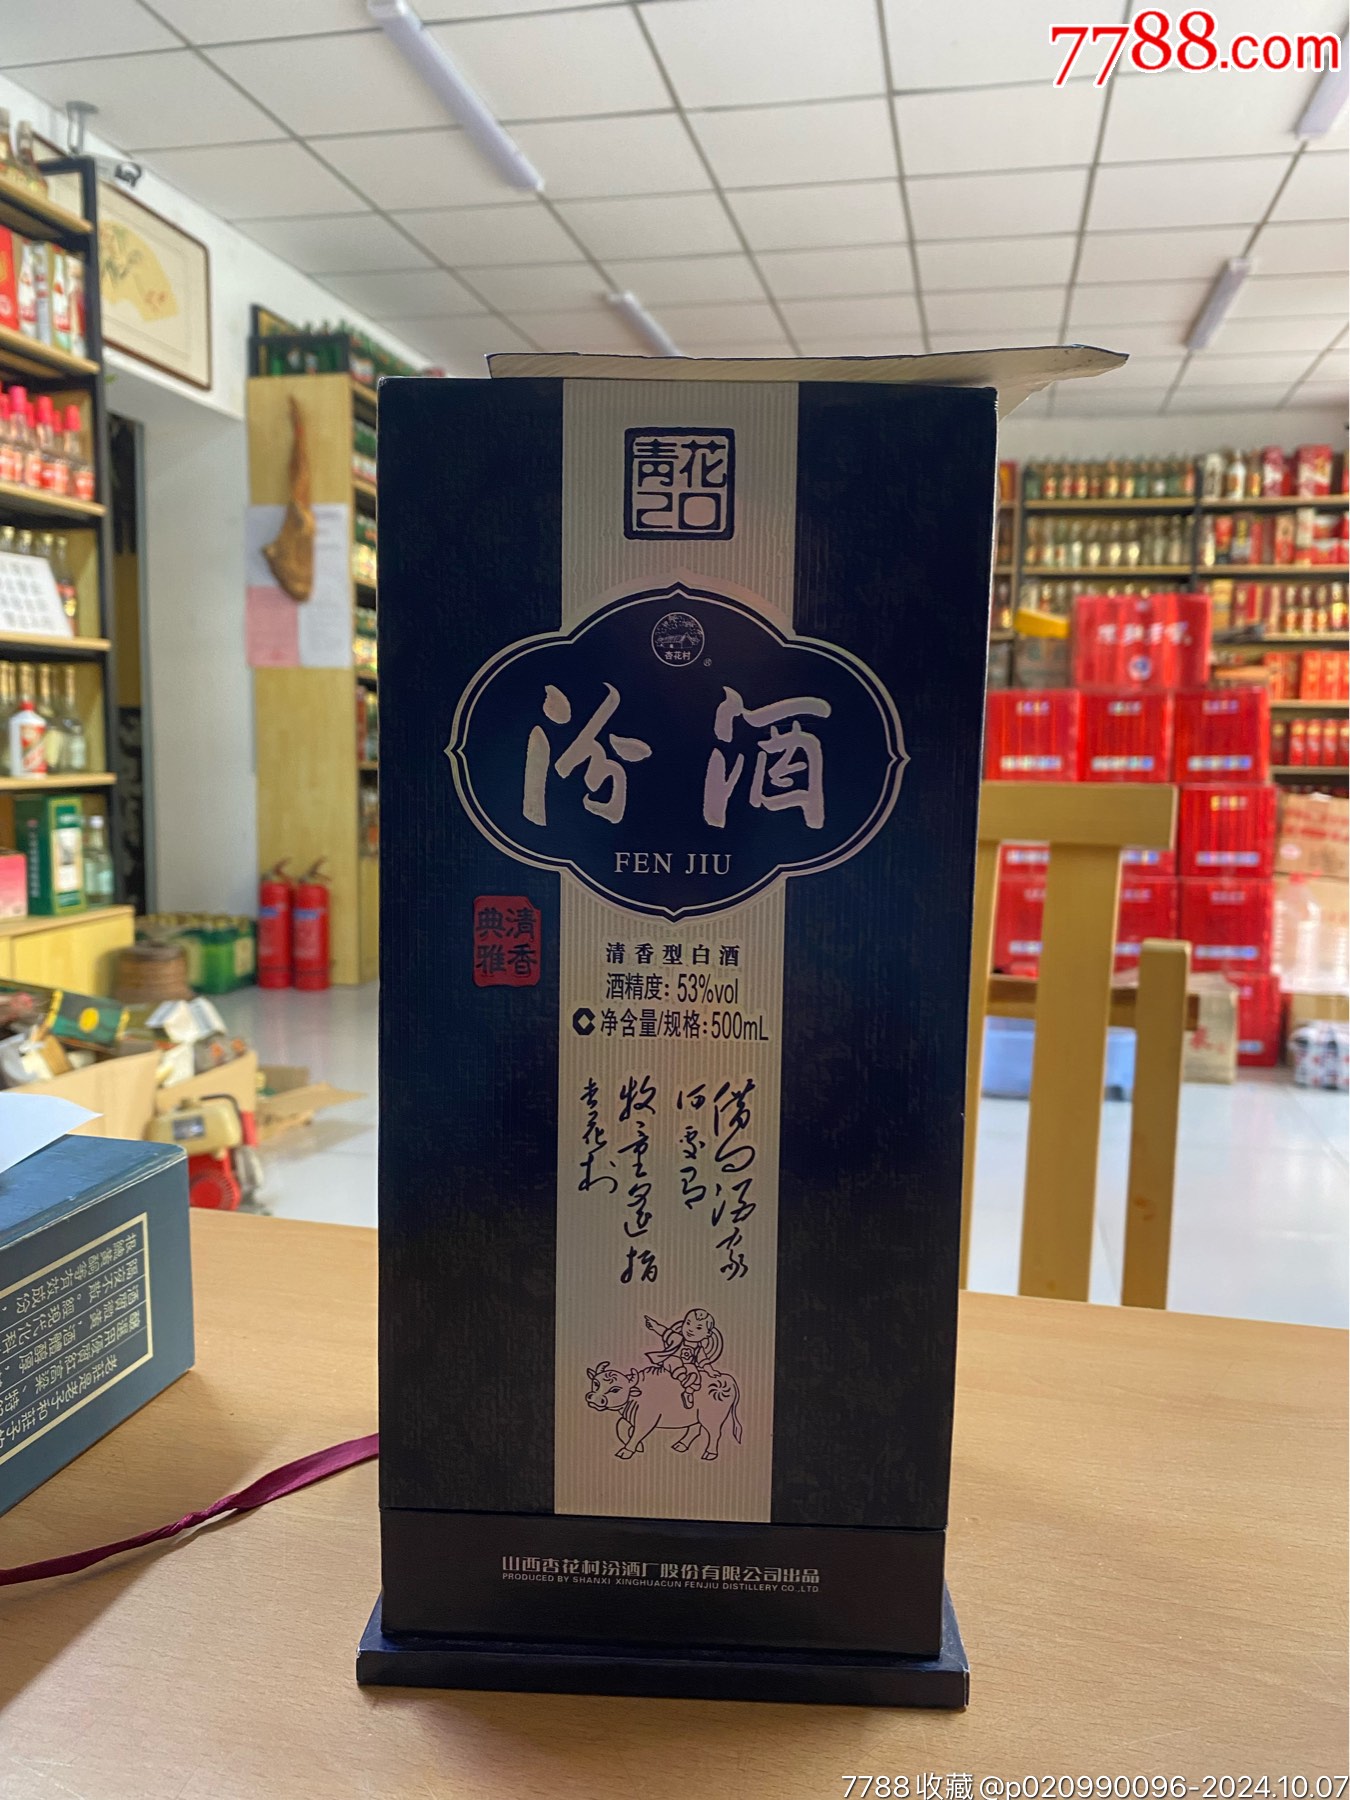 7788.com
青花
20
杏花村
®
汾酒
FEN JIU
清香
典雅
清香型白酒
酒精度：53%vol
净含量/规格：500mL
借问酒家
何处有
牧童遥指
杏花村
山西杏花村汾酒厂股份有限公司出品
PRODUCED BY SHANXI XINGHUACUN FENJIU DISTILLERY CO.,LTD.
7788收藏@p020990096-2024.10.07